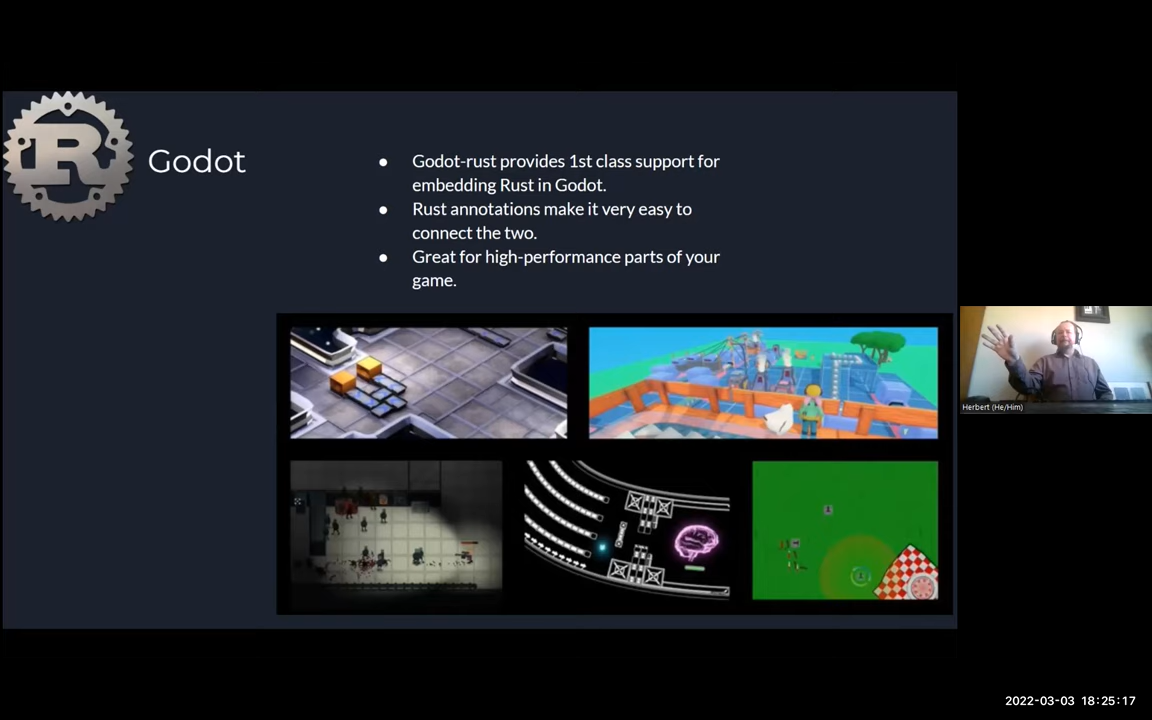 Godot
● Godot-rust provides 1st class support for
embedding Rust in Godot.
● Rust annotations make it very easy to
connect the two.
● Great for high-performance parts of your
game.
R
Herbert (He/Him)
2022-03-03 18:25:17